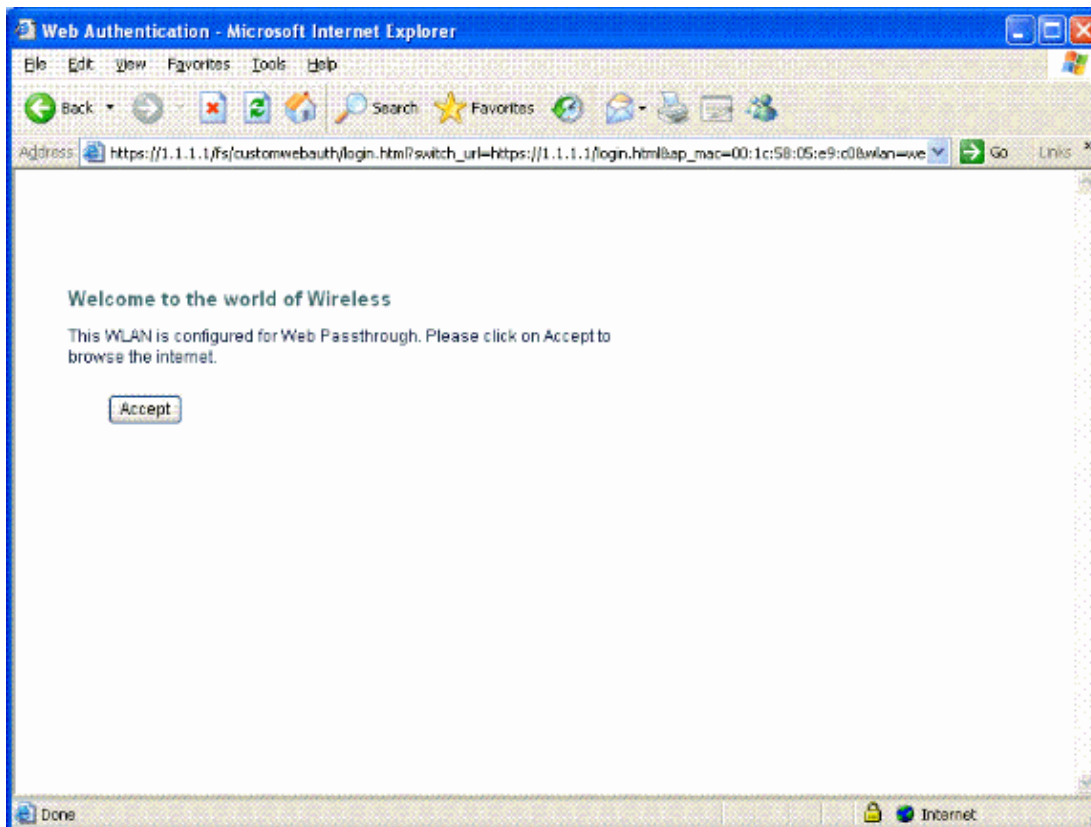 Web Authentication - Microsoft Internet Explorer
File Edit View Favorites Tools Help
Back Search Favorites
Address https://1.1.1.1/fs/customwebauth/login.html?switch_url=https://1.1.1.1/login.html&ap_mac=00:1c:58:05:e9:c0&wlan=we Go Links »
Welcome to the world of Wireless
This WLAN is configured for Web Passthrough. Please click on Accept to
browse the internet.
Accept
Done Internet